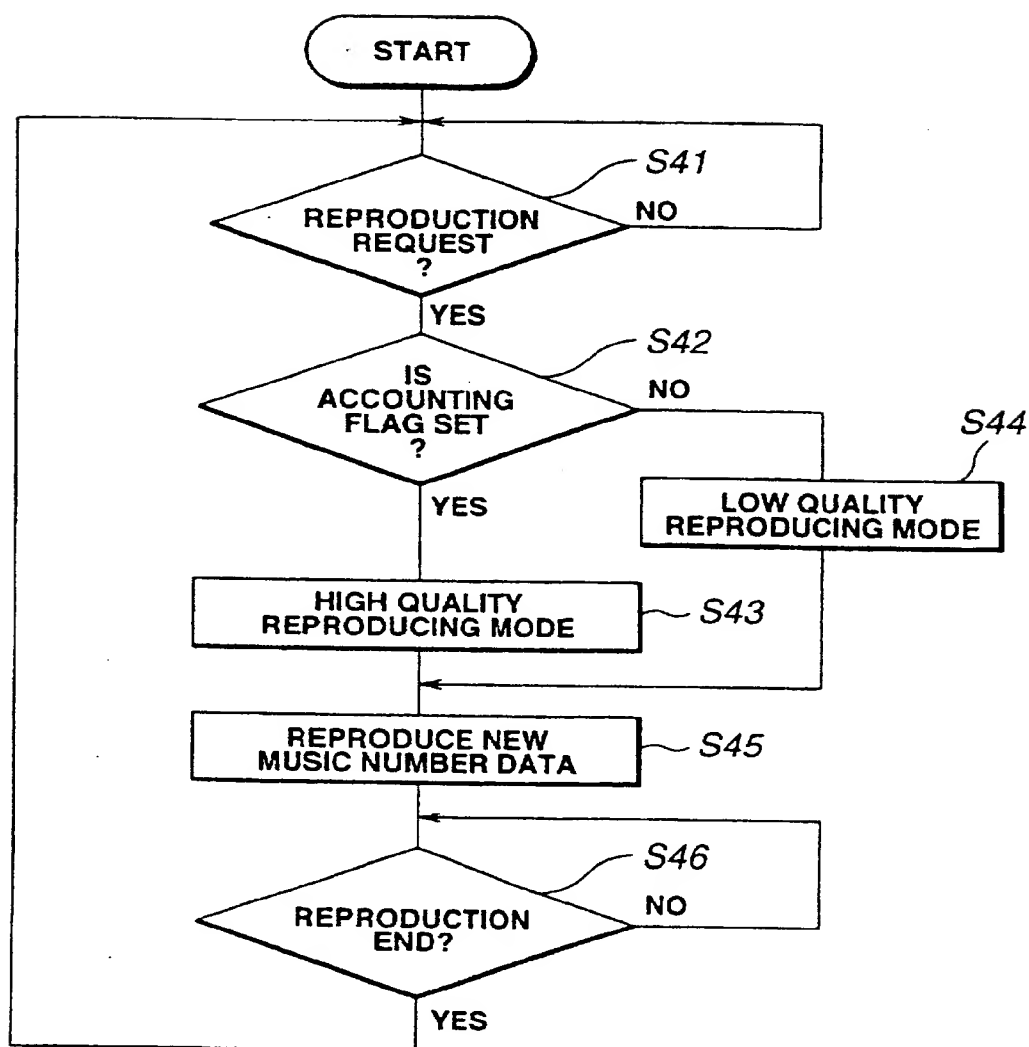 START
S41
REPRODUCTION
REQUEST
?
NO
YES
S42
IS
ACCOUNTING
FLAG SET
?
NO
YES
S44
LOW QUALITY
REPRODUCING MODE
HIGH QUALITY
REPRODUCING MODE
S43
REPRODUCE NEW
MUSIC NUMBER DATA
S45
S46
REPRODUCTION
END?
NO
YES